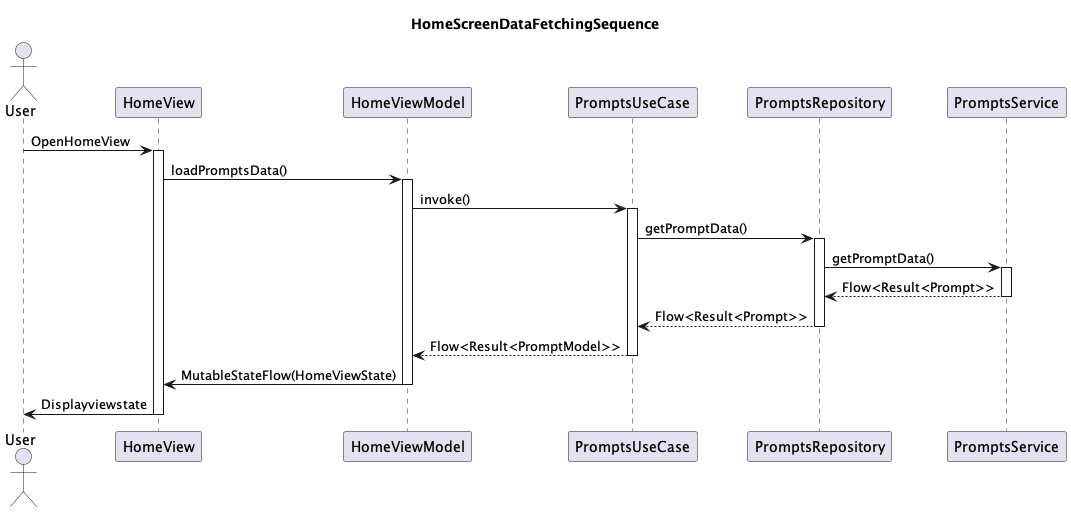 HomeScreenDataFetchingSequence
User
HomeView
HomeViewModel
PromptsUseCase
PromptsRepository
PromptsService
OpenHomeView
loadPromptsData()
invoke()
getPromptData()
getPromptData()
Flow<Result<Prompt>>
Flow<Result<Prompt>>
Flow<Result<PromptModel>>
MutableStateFlow(HomeViewState)
Displayviewstate
User
HomeView
HomeViewModel
PromptsUseCase
PromptsRepository
PromptsService